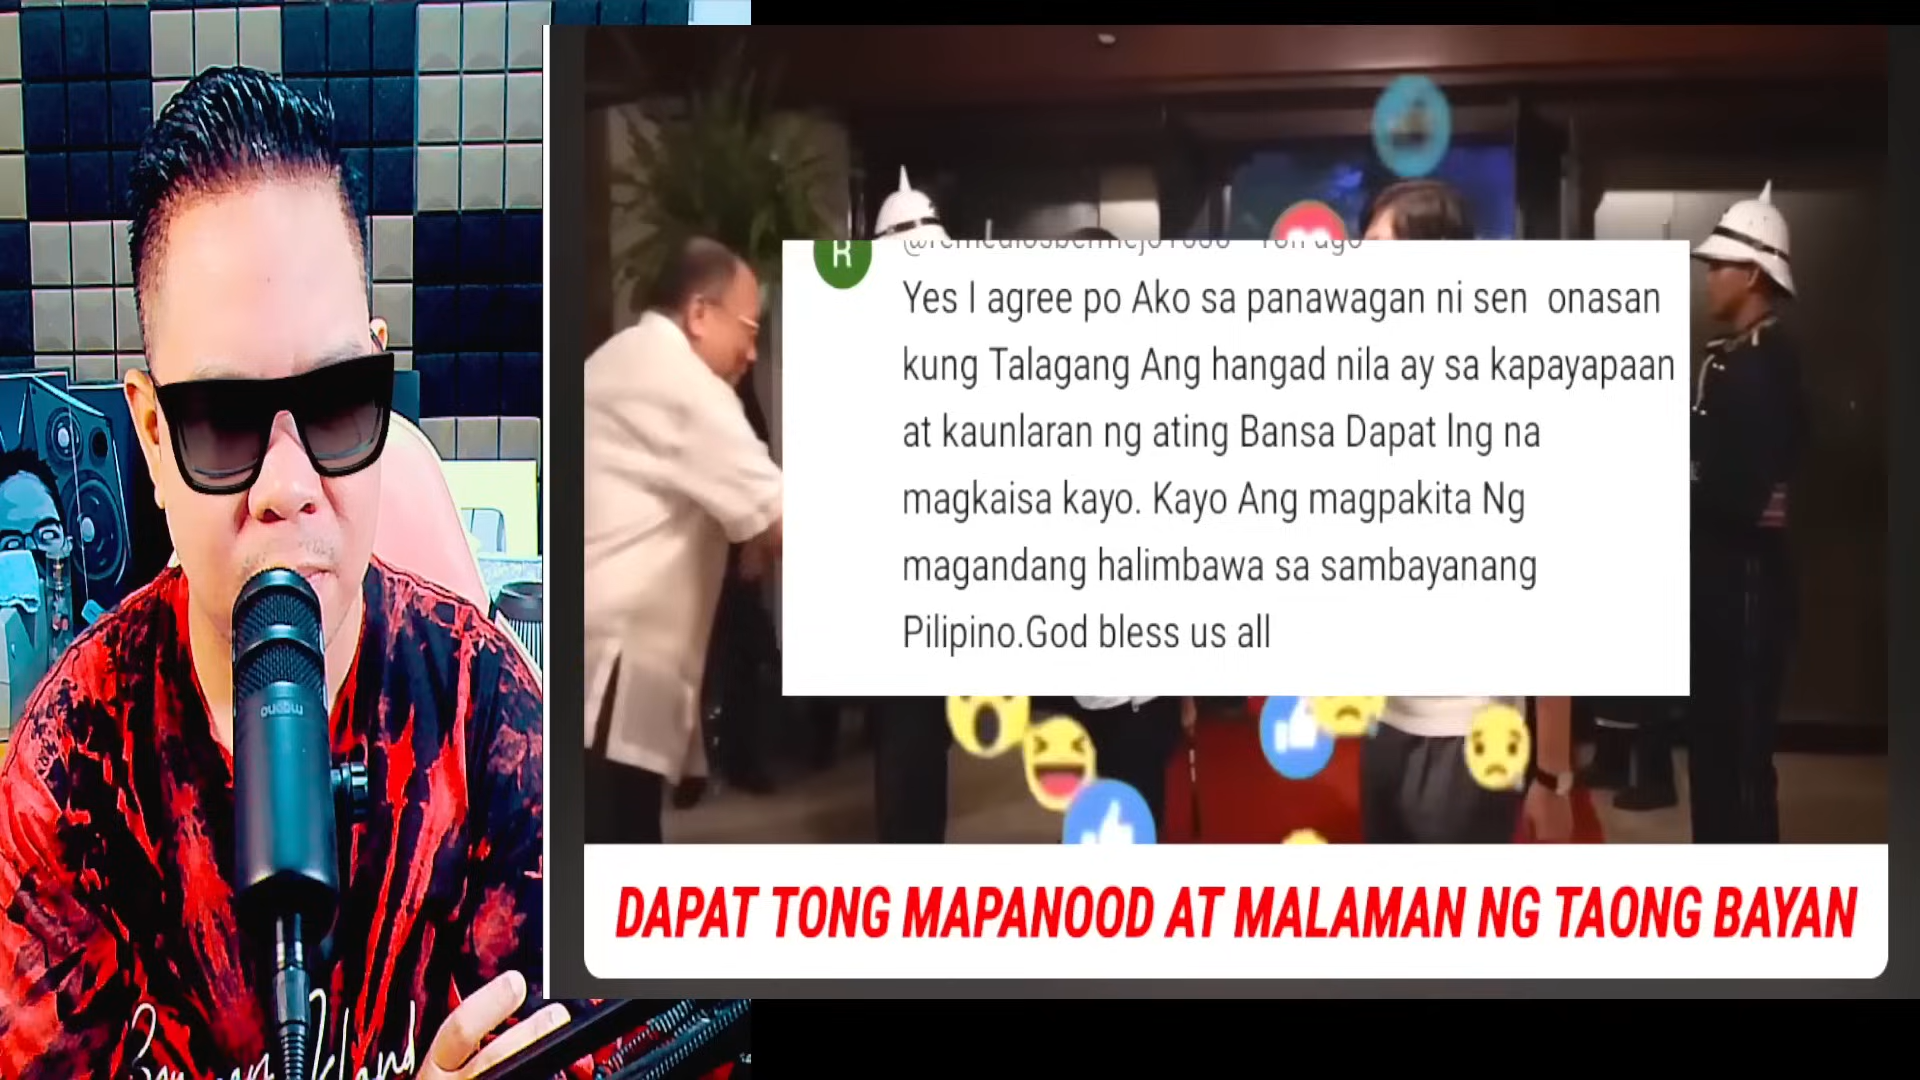 R
Yes I agree po Ako sa panawagan ni sen onasan
kung Talagang Ang hangad nila ay sa kapayapaan
at kaunlaran ng ating Bansa Dapat lng na
magkaisa kayo. Kayo Ang magpakita Ng
magandang halimbawa sa sambayanang
Pilipino.God bless us all
DAPAT TONG MAPANOOD AT MALAMAN NG TAONG BAYAN
maono